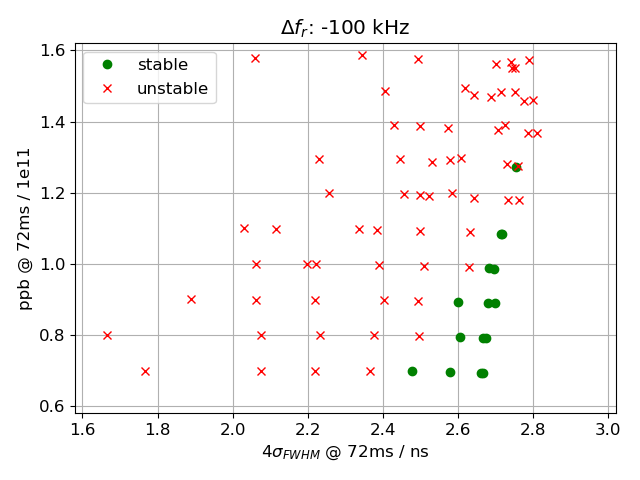 Δf_r: -100 kHz
stable
unstable
ppb @ 72ms / 1e11
1.6
1.4
1.2
1.0
0.8
0.6
1.6 1.8 2.0 2.2 2.4 2.6 2.8 3.0
4σ_FWHM @ 72ms / ns